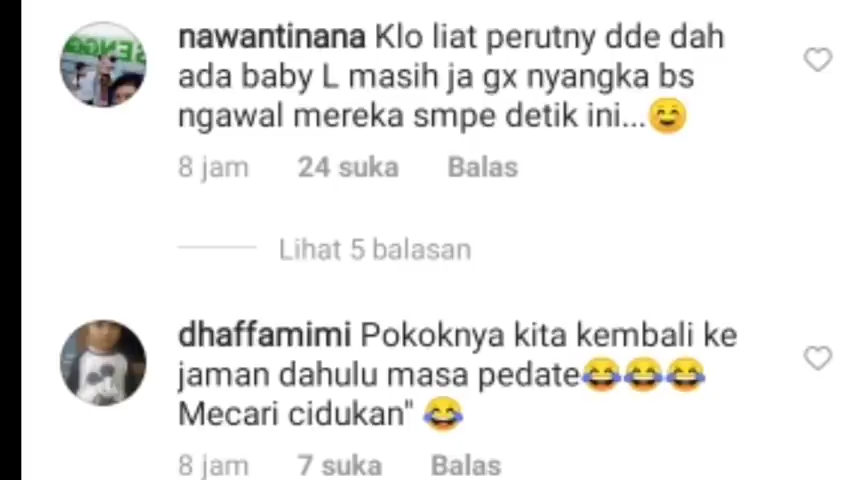 nawantinana Klo liat perutny dde dah
ada baby L masih ja gx nyangka bs
ngawal mereka smpe detik ini...😊
8 jam 24 suka Balas
Lihat 5 balasan
dhaffamimi Pokoknya kita kembali ke
jaman dahulu masa pedate😂😂😂
Mecari cidukan" 😂
8 jam 7 suka Balas